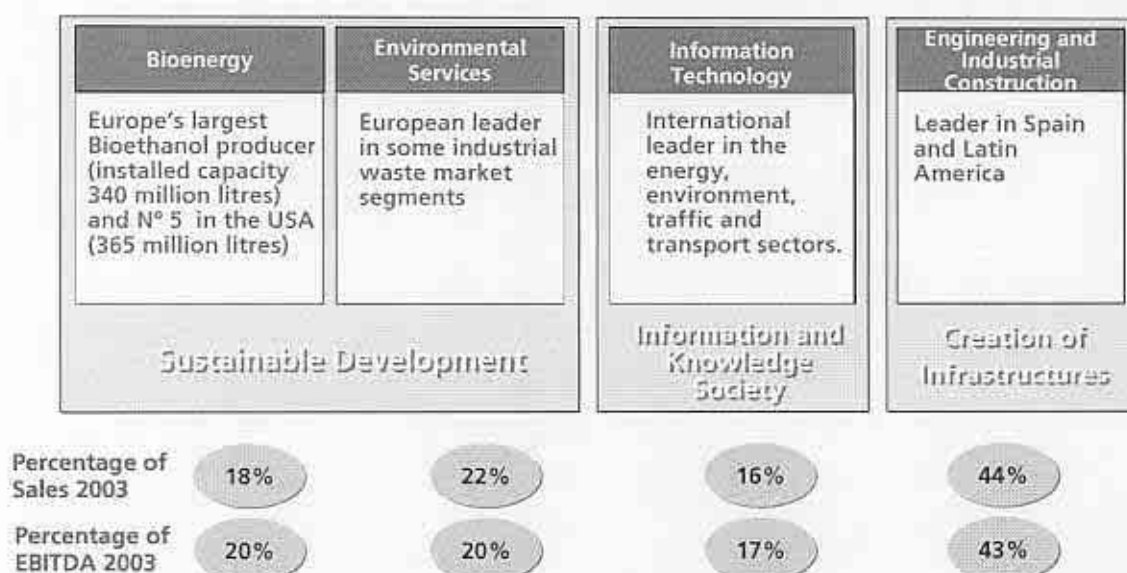 Bioenergy
Europe's largest
Bioethanol producer
(installed capacity
340 million litres)
and N° 5 in the USA
(365 million litres)
Environmental
Services
European leader
in some industrial
waste market
segments
Sustainable Development
Information
Technology
International
leader in the
energy,
environment,
traffic and
transport sectors.
Information and
Knowledge
Society
Engineering and
Industrial
Construction
Leader in Spain
and Latin
America
Creation of
Infrastructures
Percentage of
Sales 2003
18%
22%
16%
44%
Percentage of
EBITDA 2003
20%
20%
17%
43%